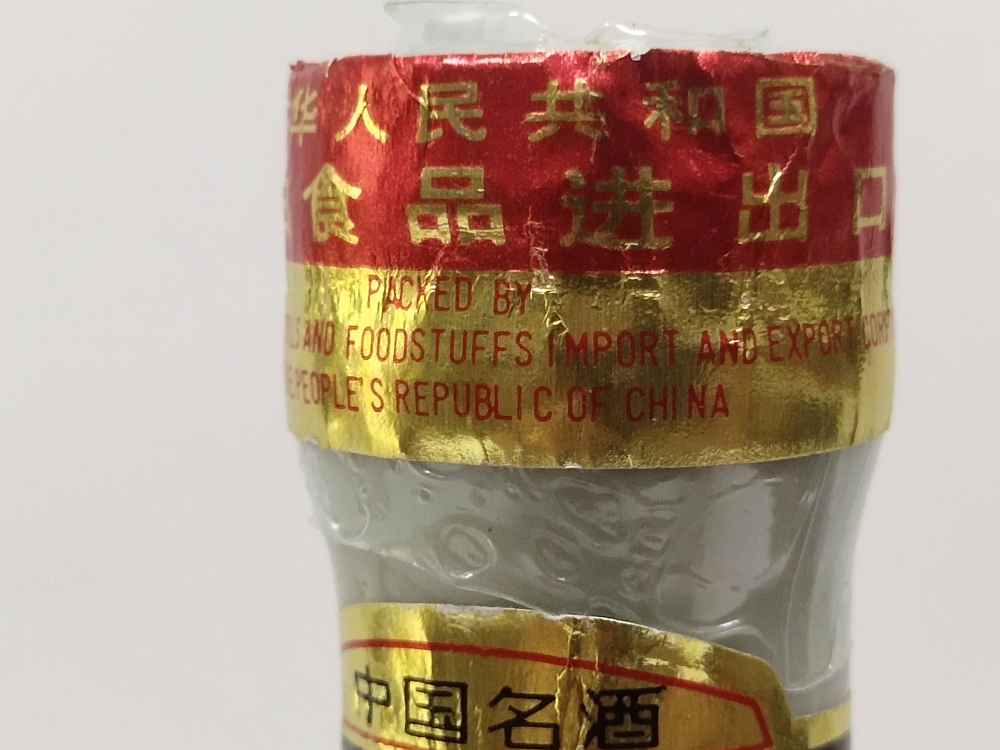 华人民共和国
食品进出口
PACKED BY
LS AND FOODSTUFFS IMPORT AND EXPORT CORP
E PEOPLE'S REPUBLIC OF CHINA
中国名酒